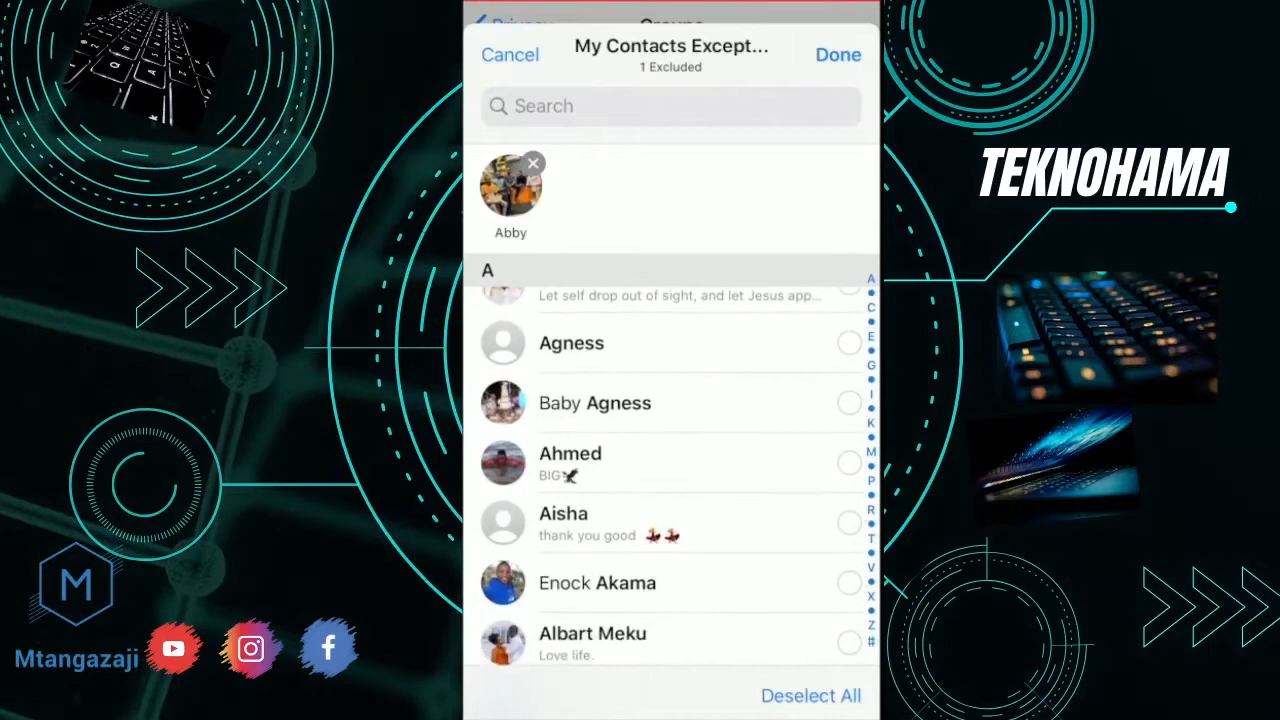 Privacy
Groups
Cancel
My Contacts Except...
1 Excluded
Done
Search
Abby
A
Let self drop out of sight, and let Jesus app...
Agness
Baby Agness
Ahmed
BIG🦅
Aisha
thank you good 💃💃
Enock Akama
Albart Meku
Love life.
Deselect All
A
C
E
G
I
K
M
P
R
T
V
X
Z
#
TEKNOHAMA
M
Mtangazaji